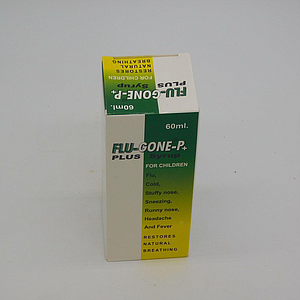 60ml.
FLU-GONE-P+
PLUS Syrup
FOR CHILDREN
RESTORES
NATURAL
BREATHING
60ml.
FLU-GONE-P+
PLUS Syrup
FOR CHILDREN
Flu,
Cold,
Stuffy nose,
Sneezing,
Runny nose,
Headache
And Fever
RESTORES
NATURAL
BREATHING